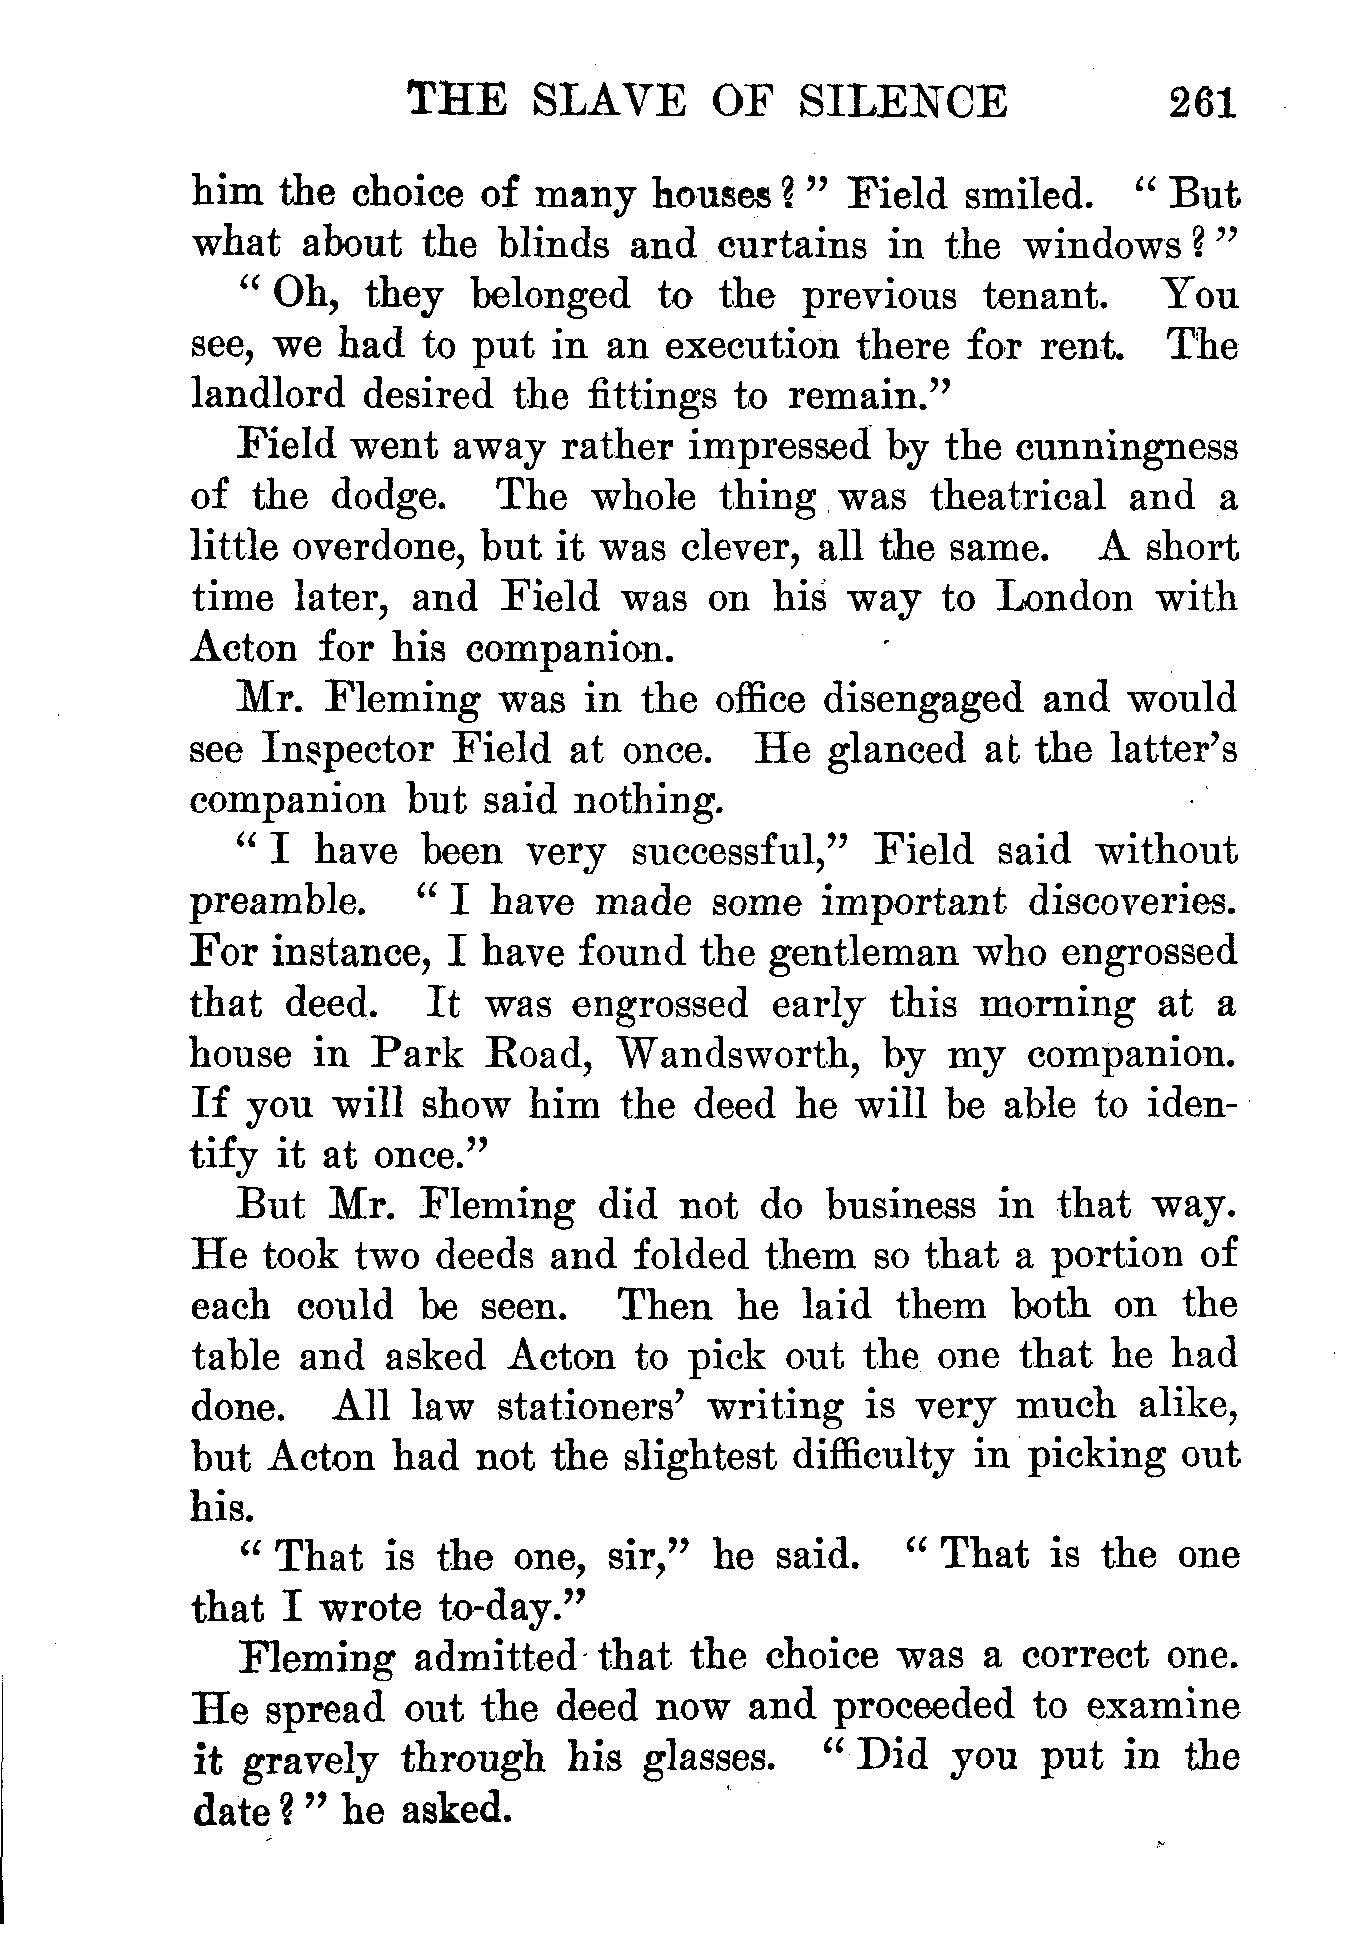 THE SLAVE OF SILENCE 261
him the choice of many houses?" Field smiled. "But
what about the blinds and curtains in the windows?"
"Oh, they belonged to the previous tenant. You
see, we had to put in an execution there for rent. The
landlord desired the fittings to remain."
Field went away rather impressed by the cunningness
of the dodge. The whole thing was theatrical and a
little overdone, but it was clever, all the same. A short
time later, and Field was on his way to London with
Acton for his companion.
Mr. Fleming was in the office disengaged and would
see Inspector Field at once. He glanced at the latter's
companion but said nothing.
"I have been very successful," Field said without
preamble. "I have made some important discoveries.
For instance, I have found the gentleman who engrossed
that deed. It was engrossed early this morning at a
house in Park Road, Wandsworth, by my companion.
If you will show him the deed he will be able to iden-
tify it at once."
But Mr. Fleming did not do business in that way.
He took two deeds and folded them so that a portion of
each could be seen. Then he laid them both on the
table and asked Acton to pick out the one that he had
done. All law stationers' writing is very much alike,
but Acton had not the slightest difficulty in picking out
his.
"That is the one, sir," he said. "That is the one
that I wrote to-day."
Fleming admitted that the choice was a correct one.
He spread out the deed now and proceeded to examine
it gravely through his glasses. "Did you put in the
date?" he asked.